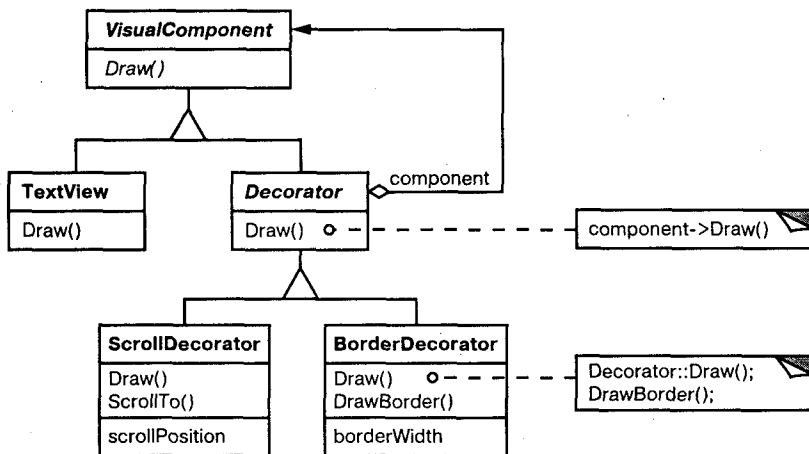 VisualComponent
Draw()
TextView
Draw()
Decorator
Draw()
component
component->Draw()
ScrollDecorator
Draw()
ScrollTo()
scrollPosition
BorderDecorator
Draw()
DrawBorder()
borderWidth
Decorator::Draw();
DrawBorder();